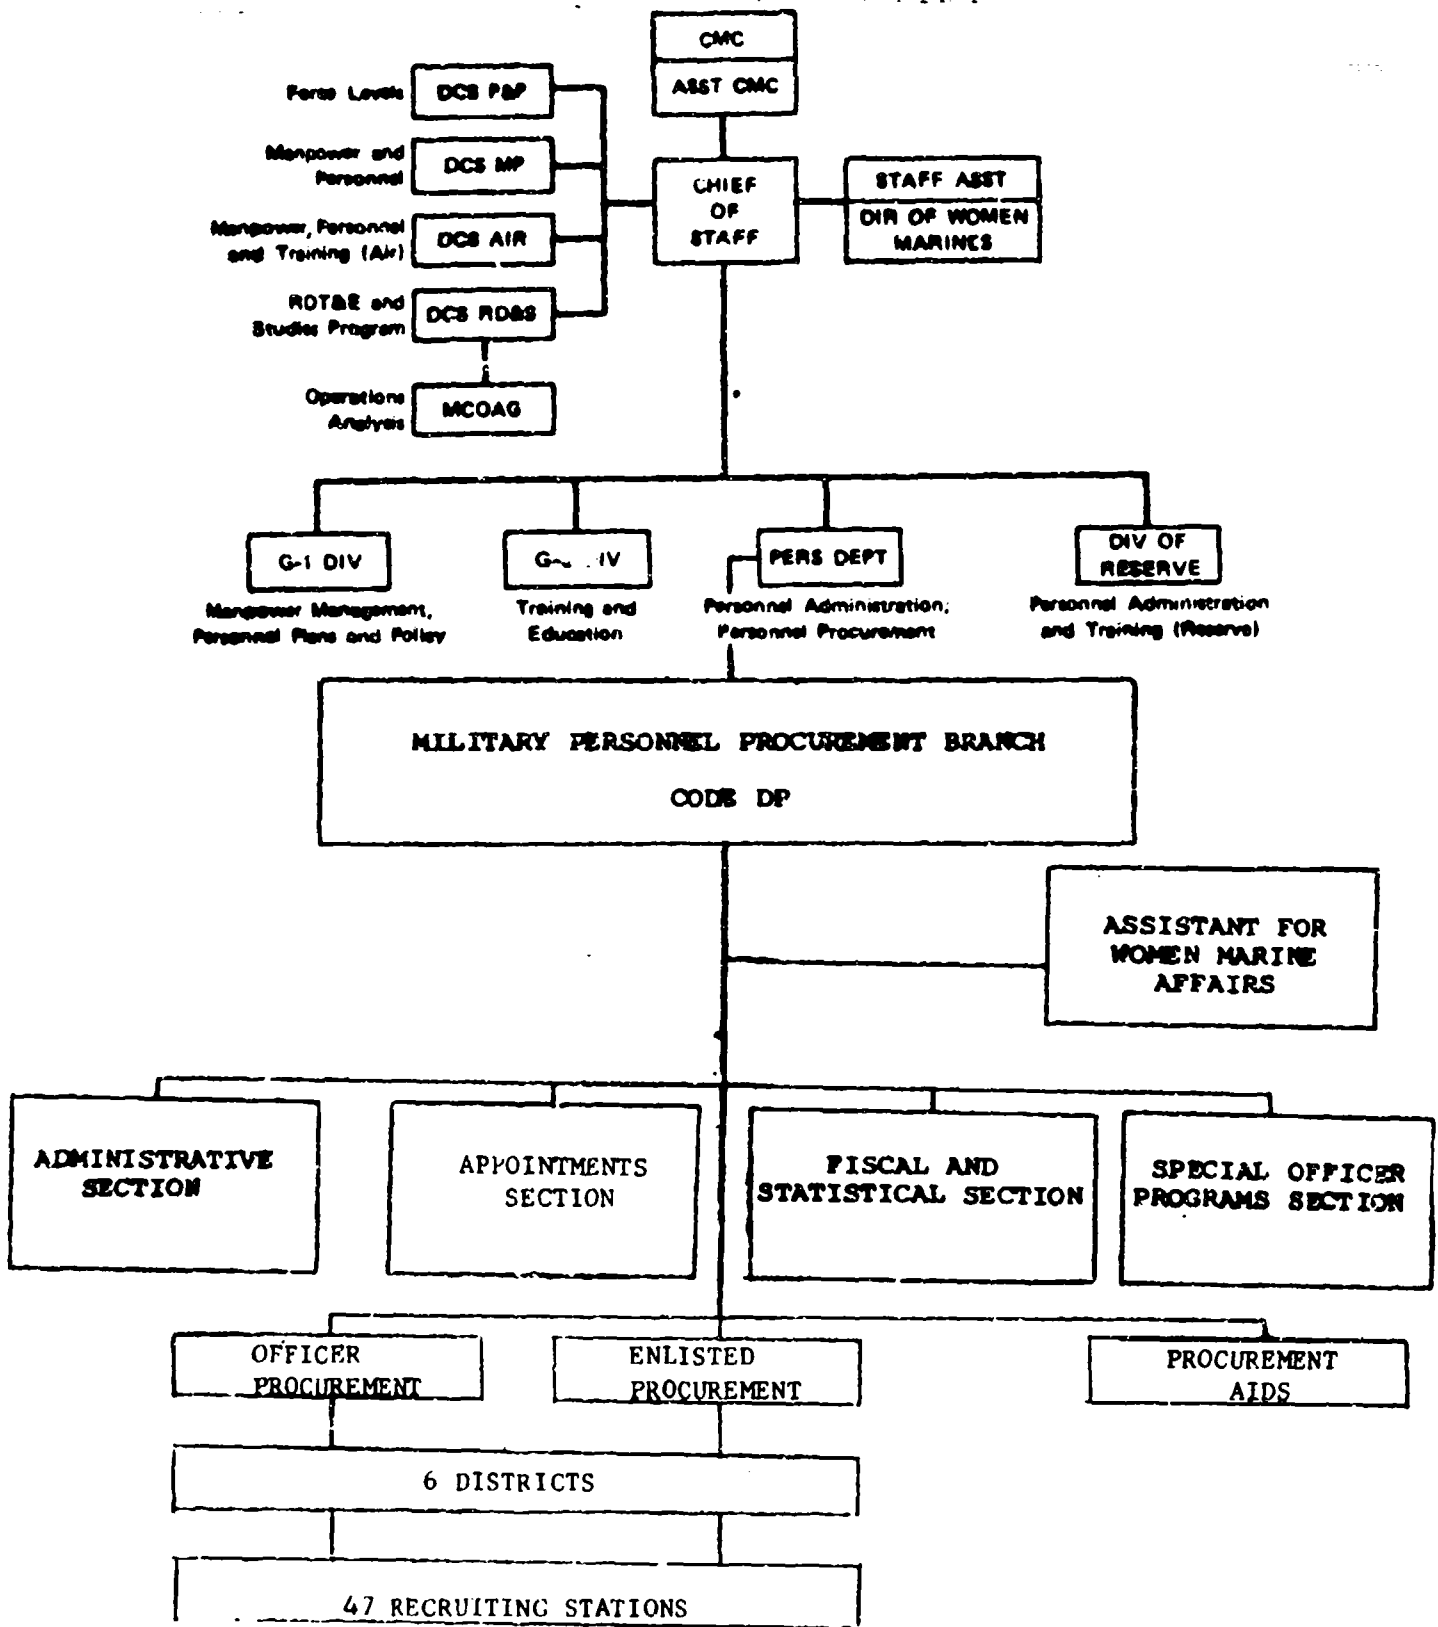 CMC
ASST CMC
Force Levels
DCS P&P
Manpower and
Personnel
DCS MP
Manpower, Personnel
and Training (Air)
DCS AIR
RDT&E and
Studies Program
DCS RD&S
Operations
Analysis
MCOAG
CHIEF
OF
STAFF
STAFF ASST
DIR OF WOMEN
MARINES
G-1 DIV
Manpower Management,
Personnel Plans and Policy
Training and
Education
PERS DEPT
Personnel Administration;
Personnel Procurement
DIV OF
RESERVE
Personnel Administration
and Training (Reserve)
MILITARY PERSONNEL PROCUREMENT BRANCH
CODE DP
ASSISTANT FOR
WOMEN MARINE
AFFAIRS
ADMINISTRATIVE
SECTION
APPOINTMENTS
SECTION
FISCAL AND
STATISTICAL SECTION
SPECIAL OFFICER
PROGRAMS SECTION
OFFICER
PROCUREMENT
ENLISTED
PROCUREMENT
PROCUREMENT
AIDS
6 DISTRICTS
47 RECRUITING STATIONS